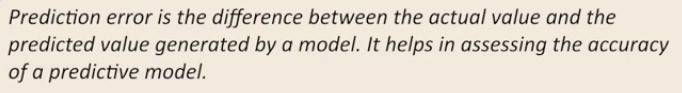 Prediction error is the difference between the actual value and the
predicted value generated by a model. It helps in assessing the accuracy
of a predictive model.